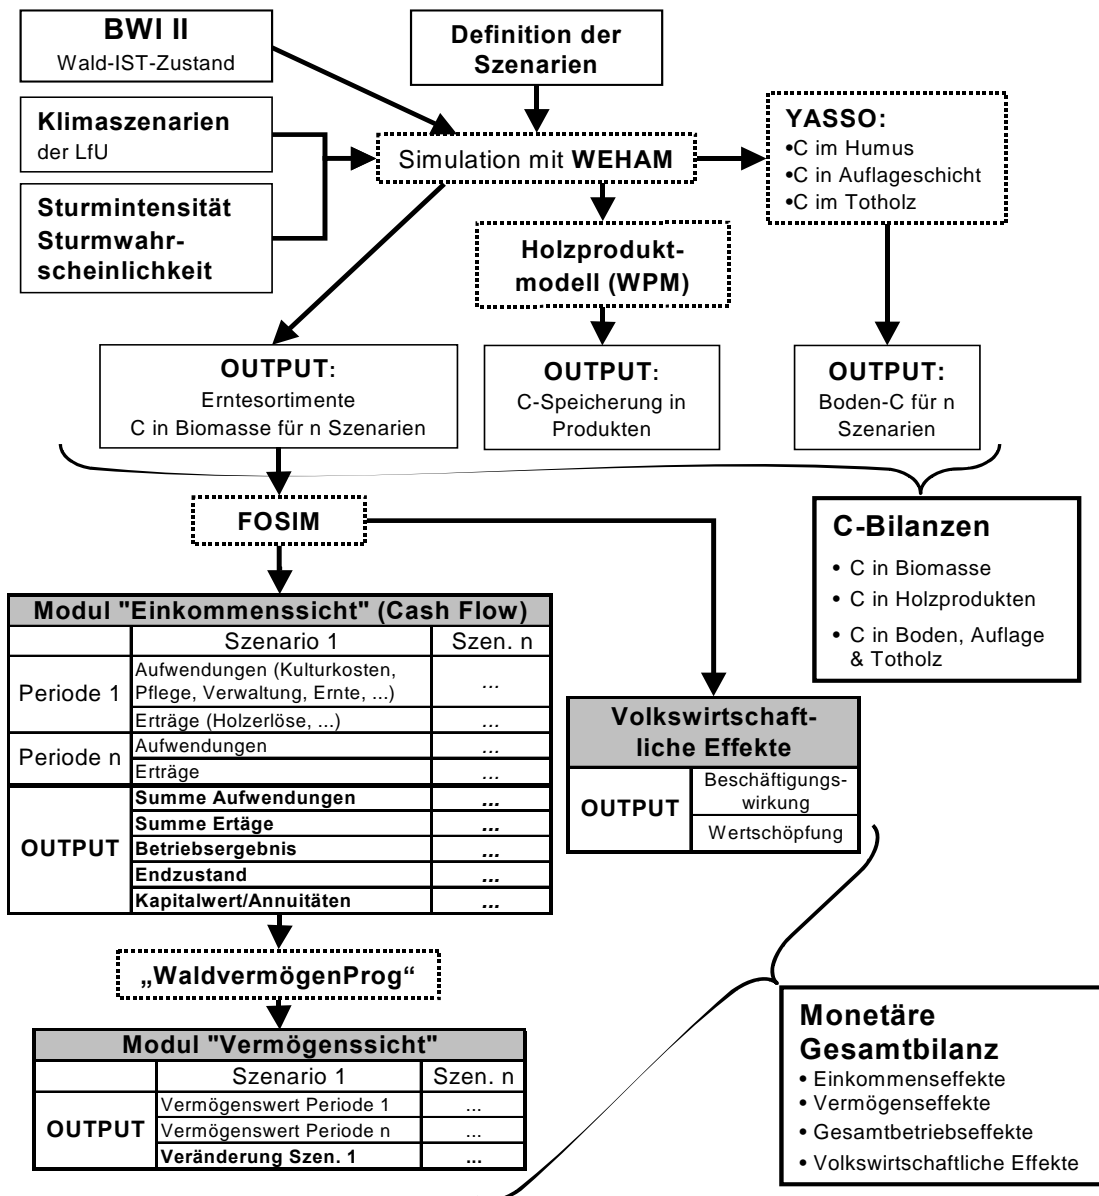 BWI II
Wald-IST-Zustand
Definition der
Szenarien
Klimaszenarien
der LfU
Sturmintensität
Sturmwahr-
scheinlichkeit
Simulation mit WEHAM
YASSO:
•C im Humus
•C in Auflageschicht
•C im Totholz
Holzprodukt-
modell (WPM)
OUTPUT:
Erntesortimente
C in Biomasse für n Szenarien
OUTPUT:
C-Speicherung in
Produkten
OUTPUT:
Boden-C für n
Szenarien
FOSIM
C-Bilanzen
• C in Biomasse
• C in Holzprodukten
• C in Boden, Auflage
& Totholz
Modul "Einkommenssicht" (Cash Flow)
Szenario 1 Szen. n
Periode 1
Aufwendungen (Kulturkosten,
Pflege, Verwaltung, Ernte, ...) ...
Erträge (Holzerlöse, ...) ...
Periode n
Aufwendungen ...
Erträge ...
OUTPUT
Summe Aufwendungen ...
Summe Ertäge ...
Betriebsergebnis ...
Endzustand ...
Kapitalwert/Annuitäten ...
Volkswirtschaft-
liche Effekte
OUTPUT
Beschäftigungs-
wirkung
Wertschöpfung
„WaldvermögenProg“
Modul "Vermögenssicht"
Szenario 1 Szen. n
OUTPUT
Vermögenswert Periode 1 ...
Vermögenswert Periode n ...
Veränderung Szen. 1 ...
Monetäre
Gesamtbilanz
• Einkommenseffekte
• Vermögenseffekte
• Gesamtbetriebseffekte
• Volkswirtschaftliche Effekte